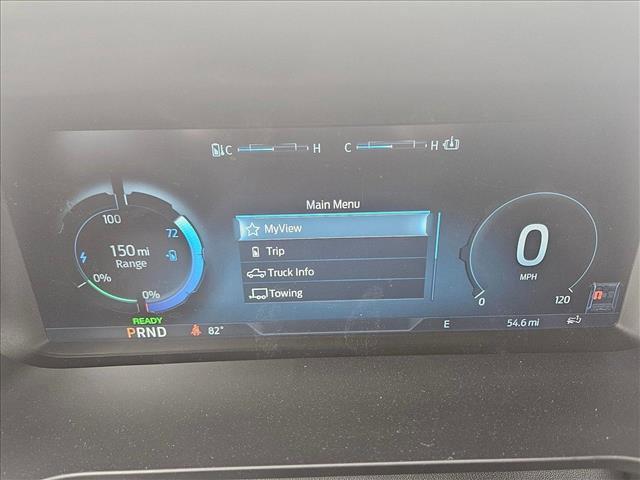 C H C H
Main Menu
MyView
Trip
Truck Info
Towing
100
72
150 mi
Range
0%
0%
0
MPH
0 120
READY
PRND 82° E 54.6 mi